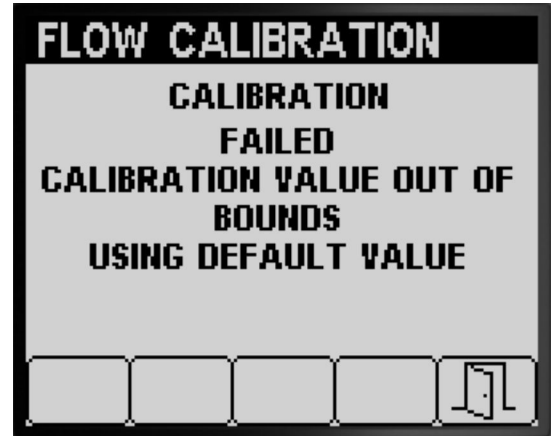 FLOW CALIBRATION
CALIBRATION
FAILED
CALIBRATION VALUE OUT OF
BOUNDS
USING DEFAULT VALUE